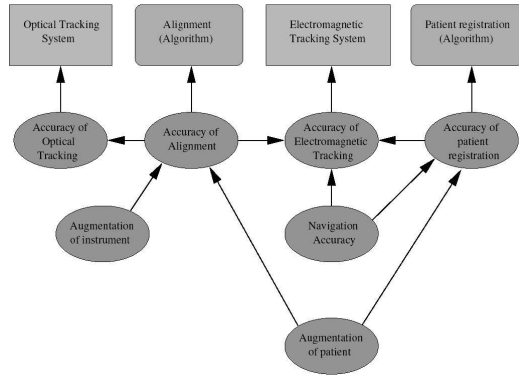 Optical Tracking
System
Alignment
(Algorithm)
Electromagnetic
Tracking System
Patient registration
(Algorithm)
Accuracy of
Optical
Tracking
Accuracy of
Alignment
Accuracy of
Electromagnetic
Tracking
Accuracy of
patient
registration
Augmentation
of instrument
Navigation
Accuracy
Augmentation
of patient